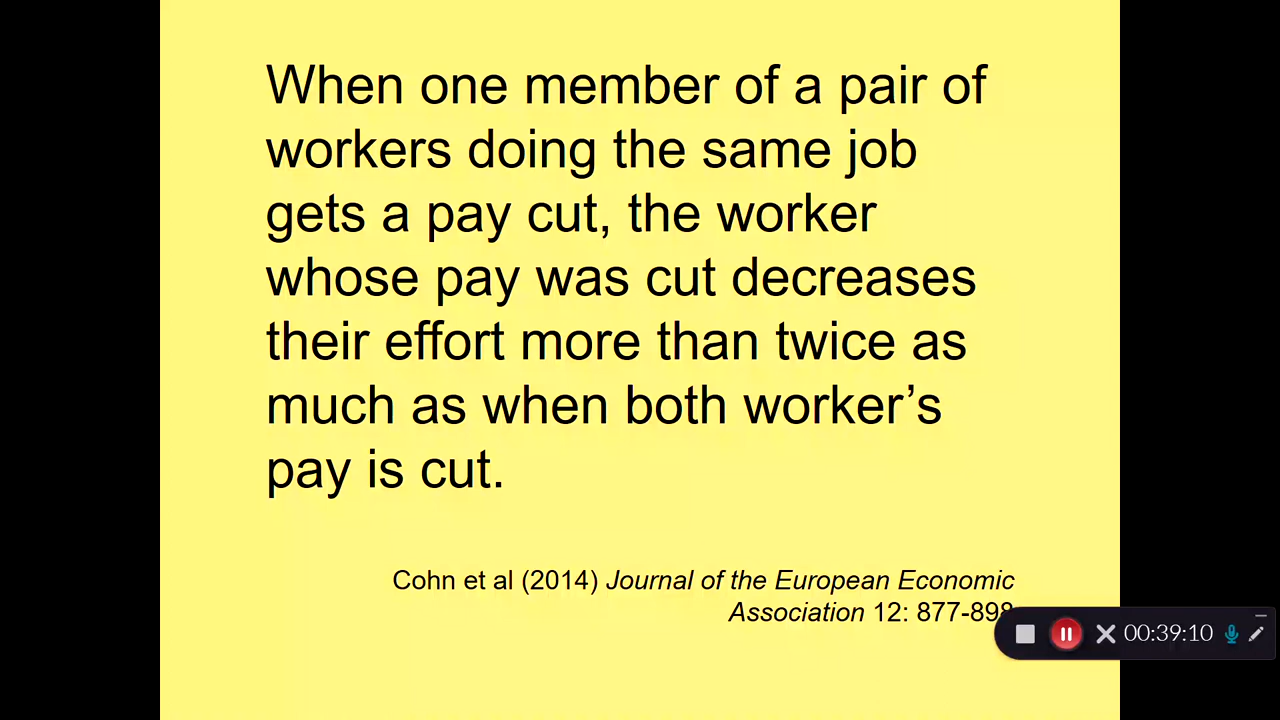 When one member of a pair of
workers doing the same job
gets a pay cut, the worker
whose pay was cut decreases
their effort more than twice as
much as when both worker’s
pay is cut.
Cohn et al (2014) Journal of the European Economic
Association 12: 877-898
00:39:10